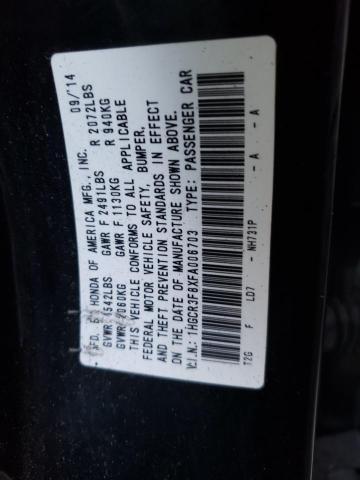 MFD. BY HONDA OF AMERICA MFG., INC. 09/14
GVWR 4542LBS GAWR F 2491LBS R 2072LBS
GVWR 2060KG GAWR F 1130KG R 940KG
THIS VEHICLE CONFORMS TO ALL APPLICABLE
FEDERAL MOTOR VEHICLE SAFETY, BUMPER,
AND THEFT PREVENTION STANDARDS IN EFFECT
ON THE DATE OF MANUFACTURE SHOWN ABOVE.
V.I.N.: 1HGCR3F8XFA006703 TYPE: PASSENGER CAR
T2G F LD7 - NH731P - A - A